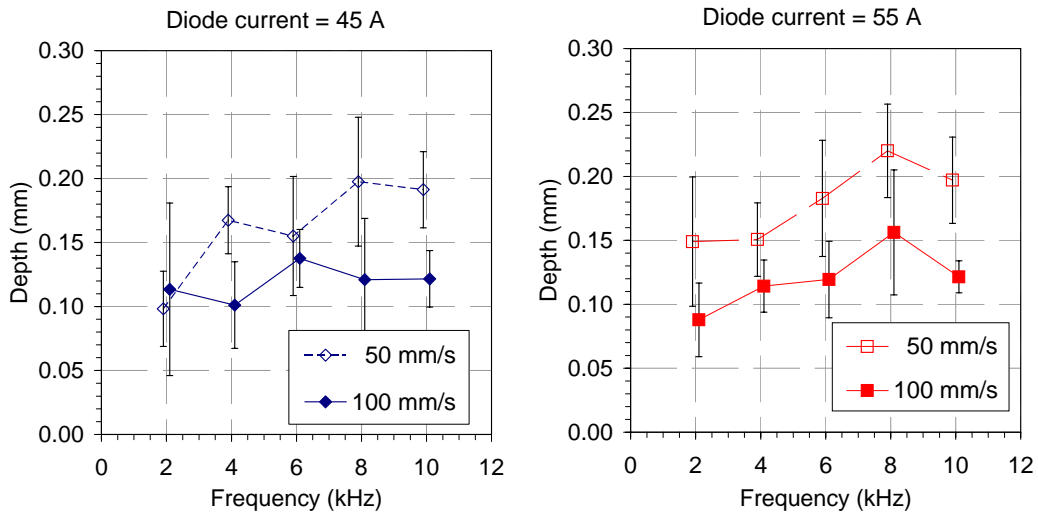 Diode current = 45 A
0.30
0.25
0.20
0.15
0.10
0.05
0.00
Depth (mm)
50 mm/s
100 mm/s
0 2 4 6 8 10 12
Frequency (kHz)
Diode current = 55 A
0.30
0.25
0.20
0.15
0.10
0.05
0.00
Depth (mm)
50 mm/s
100 mm/s
0 2 4 6 8 10 12
Frequency (kHz)